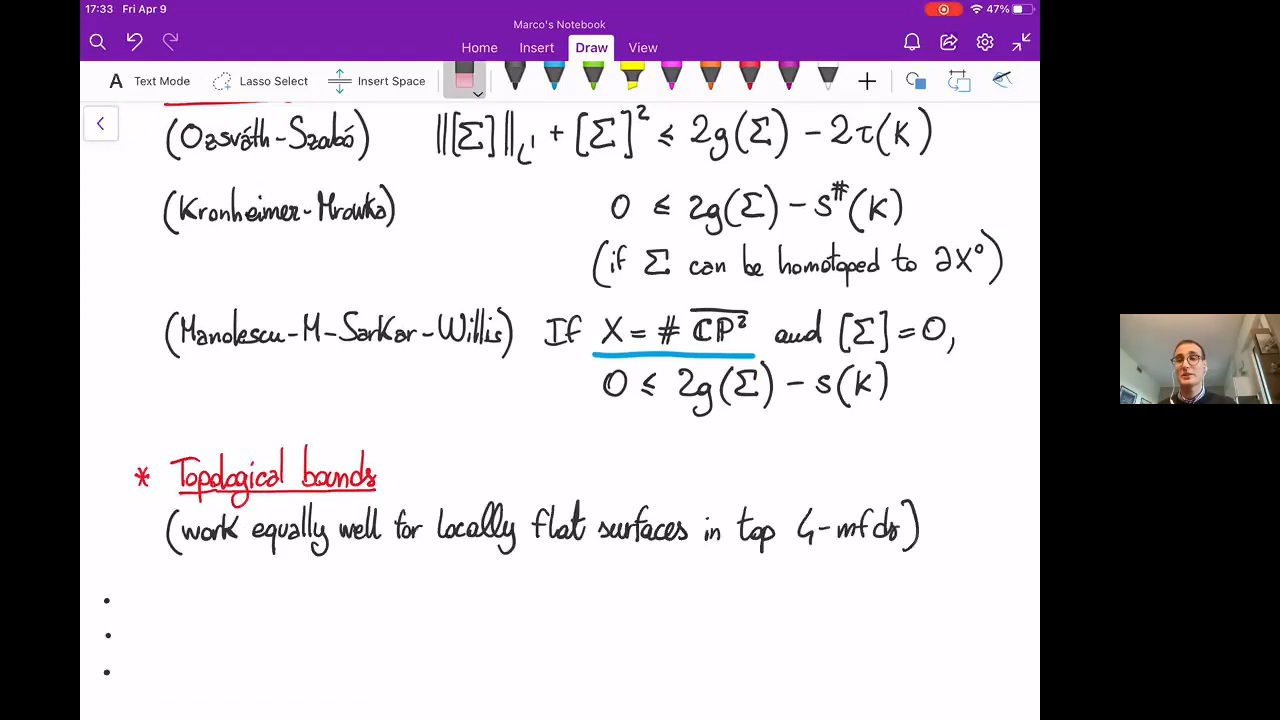 17:33 Fri Apr 9
47%
Marco's Notebook
Home Insert Draw View
A Text Mode Lasso Select Insert Space
(Ozsváth-Szabó) ||[Σ]||_{L^1} + [Σ]² ≤ 2g(Σ) - 2τ(K)
(Kronheimer-Mrowka) 0 ≤ 2g(Σ) - s^#(K)
(if Σ can be homotoped to ∂X°)
(Manolescu-M-Sarkar-Willis) If X = # \overline{CP²} and [Σ] = 0,
0 ≤ 2g(Σ) - s(K)
* Topological bounds
(work equally well for locally flat surfaces in top 4-mfds)
•
•
•